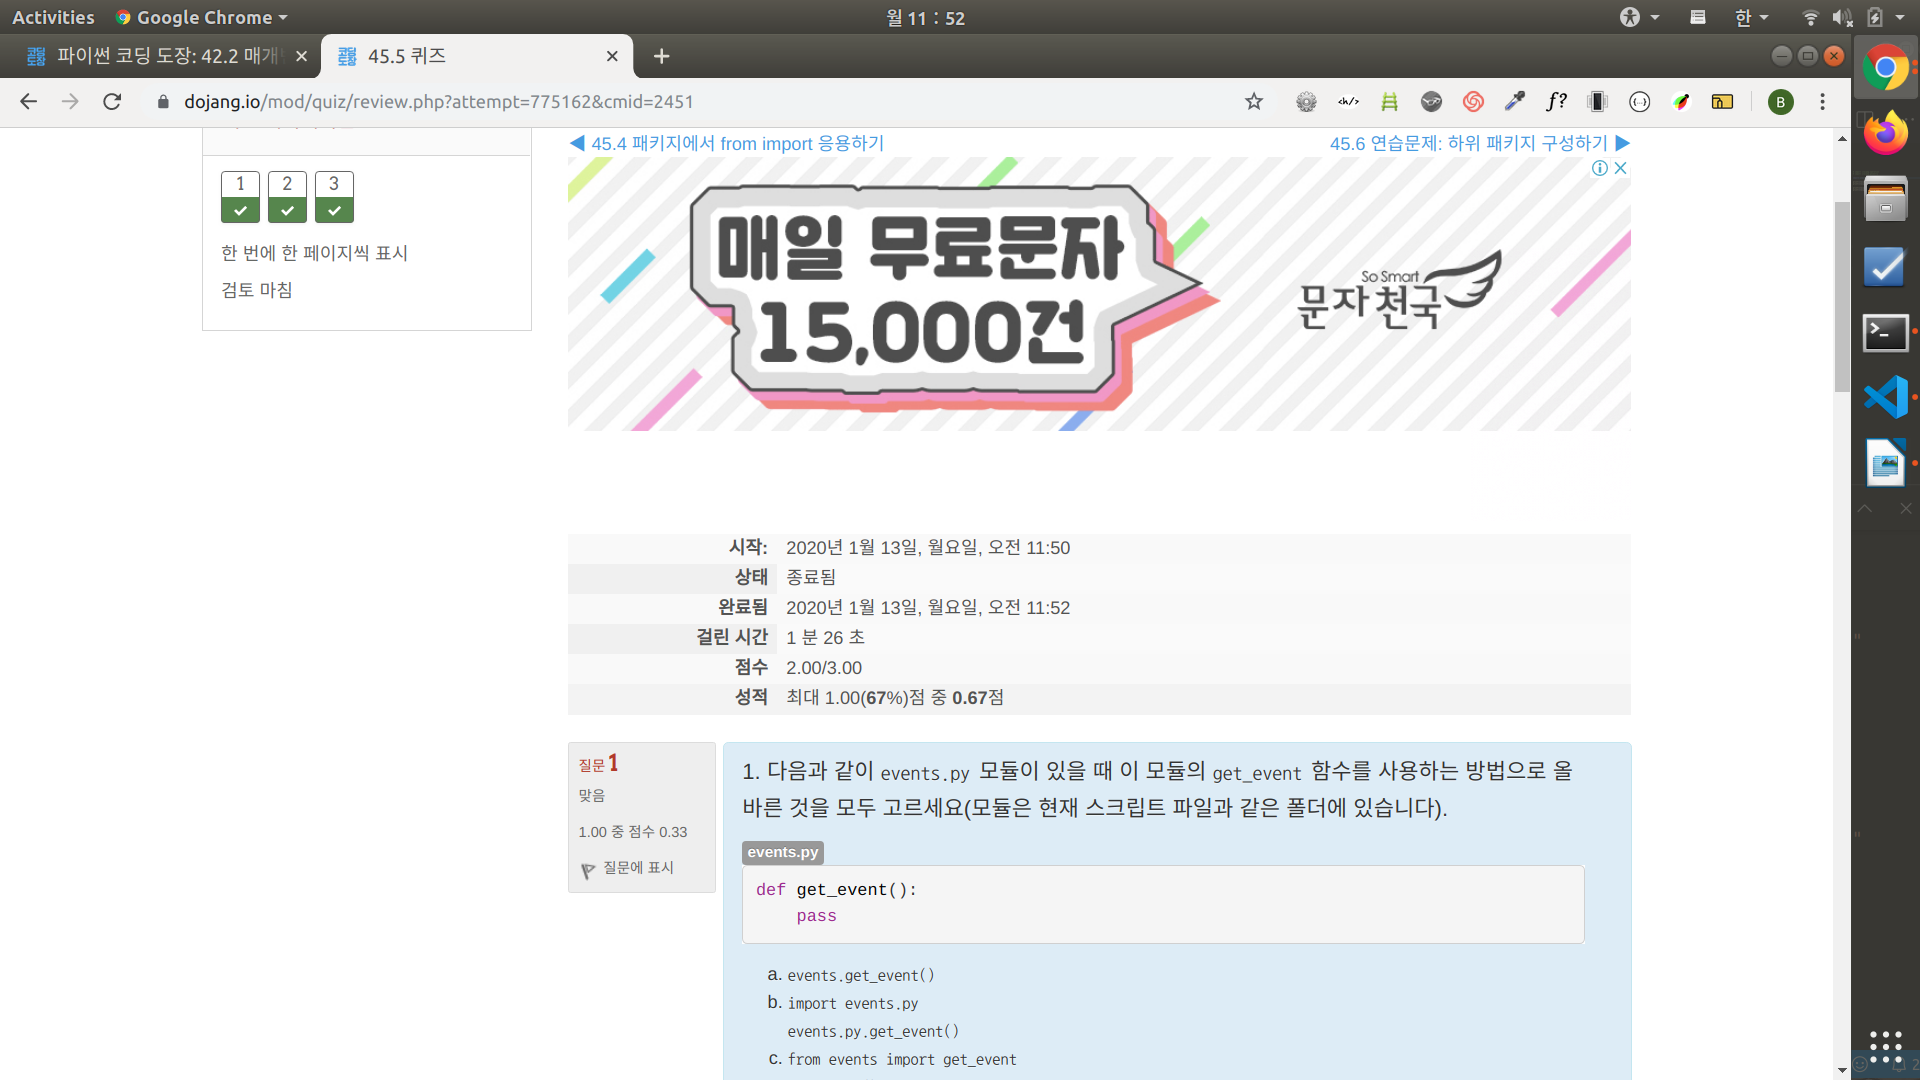 Activities
Google Chrome
월 11 : 52
한
파이썬 코딩 도장: 42.2 매개
45.5 퀴즈
dojang.io/mod/quiz/review.php?attempt=775162&cmid=2451
</>
f?
{···}
B
◀ 45.4 패키지에서 from import 응용하기
45.6 연습문제: 하위 패키지 구성하기 ▶
1
2
3
한 번에 한 페이지씩 표시
검토 마침
매일 무료문자
15,000건
So Smart
문자천국
시작:
2020년 1월 13일, 월요일, 오전 11:50
상태
종료됨
완료됨
2020년 1월 13일, 월요일, 오전 11:52
걸린 시간
1 분 26 초
점수
2.00/3.00
성적
최대 1.00(67%)점 중 0.67점
질문 1
맞음
1.00 중 점수 0.33
질문에 표시
1. 다음과 같이 events.py 모듈이 있을 때 이 모듈의 get_event 함수를 사용하는 방법으로 올
바른 것을 모두 고르세요(모듈은 현재 스크립트 파일과 같은 폴더에 있습니다).
events.py
def get_event():
    pass
a. events.get_event()
b. import events.py
events.py.get_event()
c. from events import get_event